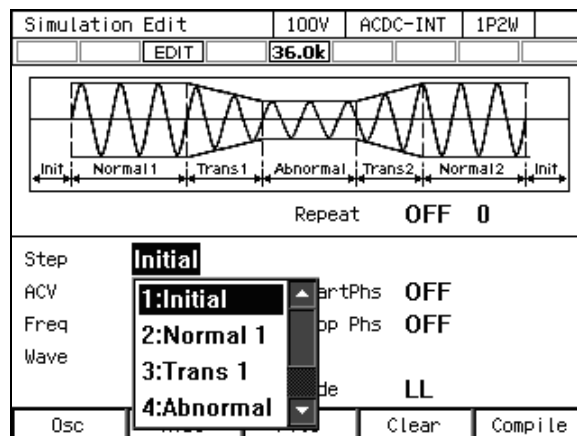 Simulation Edit 100V ACDC-INT 1P2W
EDIT 36.0k
Init Normal1 Trans1 Abnormal Trans2 Normal2 Init
Repeat OFF 0
Step Initial
ACV 1:Initial artPhs OFF
Freq 2:Normal 1 op Phs OFF
Wave
3:Trans 1
de LL
4:Abnormal
Osc Clear Compile